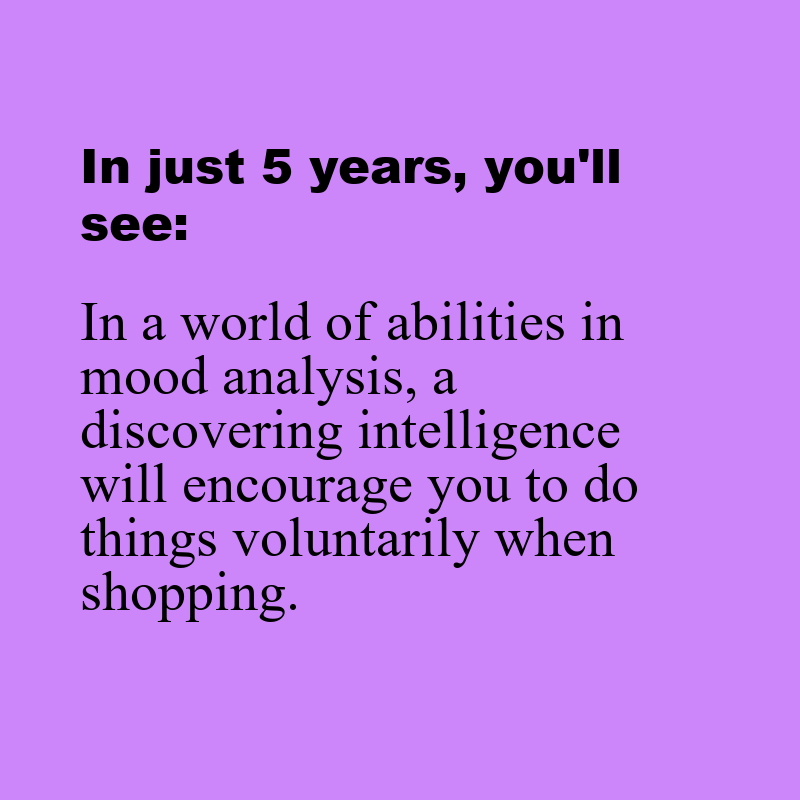 In just 5 years, you'll
see:
In a world of abilities in
mood analysis, a
discovering intelligence
will encourage you to do
things voluntarily when
shopping.